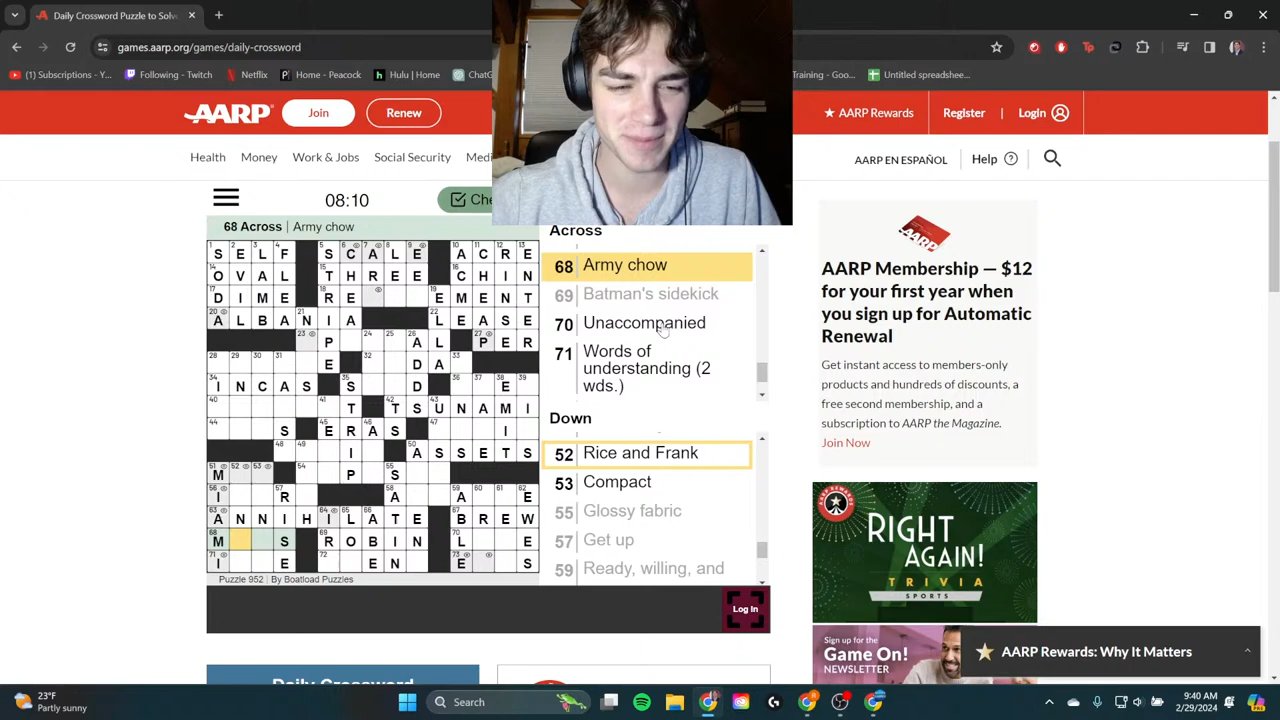 Daily Crossword Puzzle to Solve
games.aarp.org/games/daily-crossword
(1) Subscriptions - Y...
Following - Twitch
Netflix
Home - Peacock
Hulu | Home
Training - Goo...
Untitled spreadshee...
AARP
Join
Renew
AARP Rewards
Register
Login
Health
Money
Work & Jobs
Social Security
AARP EN ESPAÑOL
Help
08:10
68 Across | Army chow
Across
68 Army chow
69 Batman's sidekick
70 Unaccompanied
71 Words of
understanding (2
wds.)
Down
52 Rice and Frank
53 Compact
55 Glossy fabric
57 Get up
59 Ready, willing, and
S E L F S C A L E A C R E
O V A L T H R E E C H I N
D I M E R E E M E N T
A L B A N I A L E A S E
P A L P E R
E D A
I N C A S S D E
T T S U N A M I
S E R A S I
I A S S E T S
M P S
I R A A E
A N N I H I L A T E B R E W
M S R O B I N L E
I E E N E S
Puzzle 952 | By Boatload Puzzles
Log In
AARP
AARP Membership — $12
for your first year when
you sign up for Automatic
Renewal
Get instant access to members-only
products and hundreds of discounts, a
free second membership, and a
subscription to AARP the Magazine.
Join Now
RIGHT
AGAIN!
TRIVIA
SPORTS
Sign up for the
Game On!
NEWSLETTER
AARP Rewards: Why It Matters
Daily Crossword
23°F
Partly sunny
Search
9:40 AM
2/29/2024